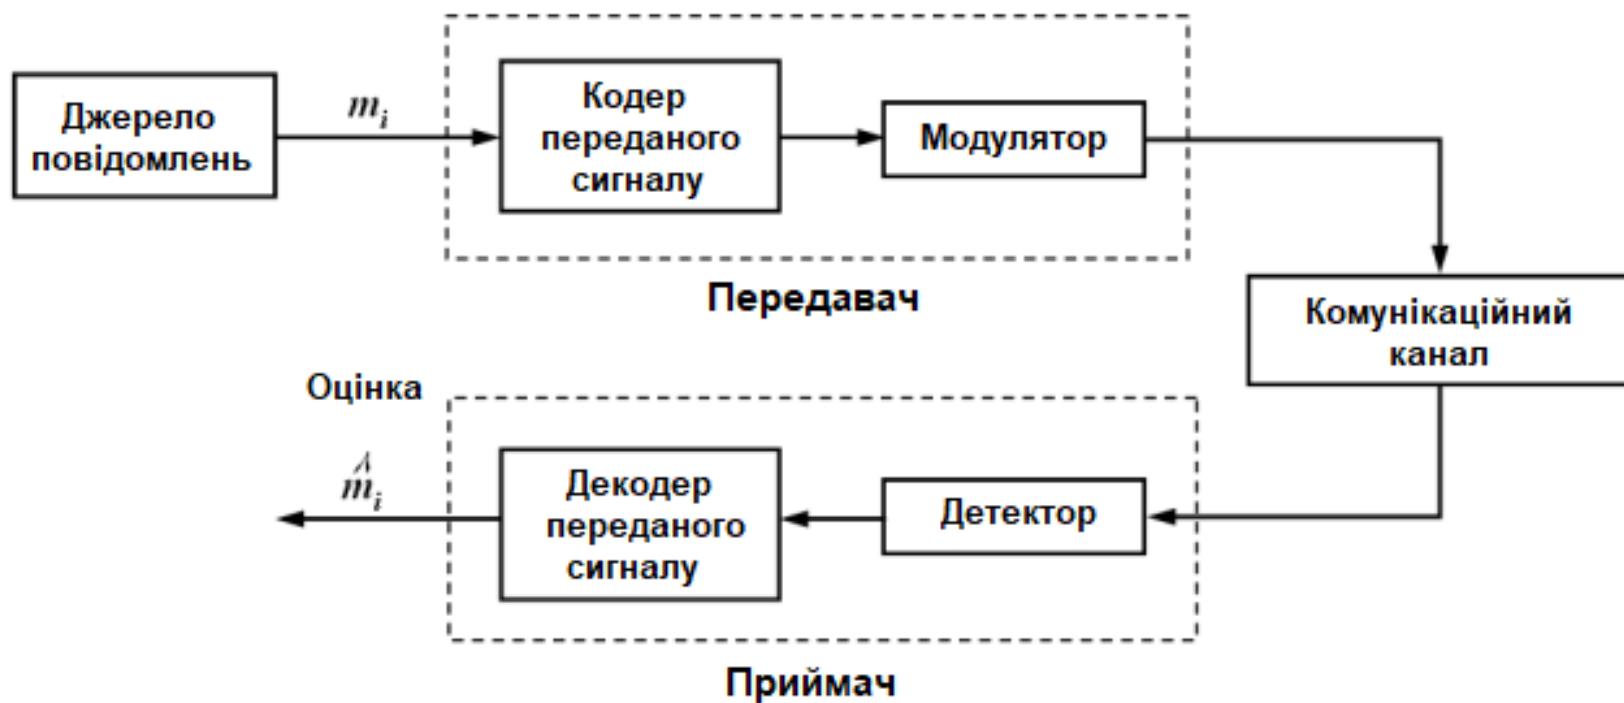 Джерело
повідомлень
m_i
Кодер
переданого
сигналу
Модулятор
Передавач
Комунікаційний
канал
Оцінка
m̂_i
Декодер
переданого
сигналу
Детектор
Приймач